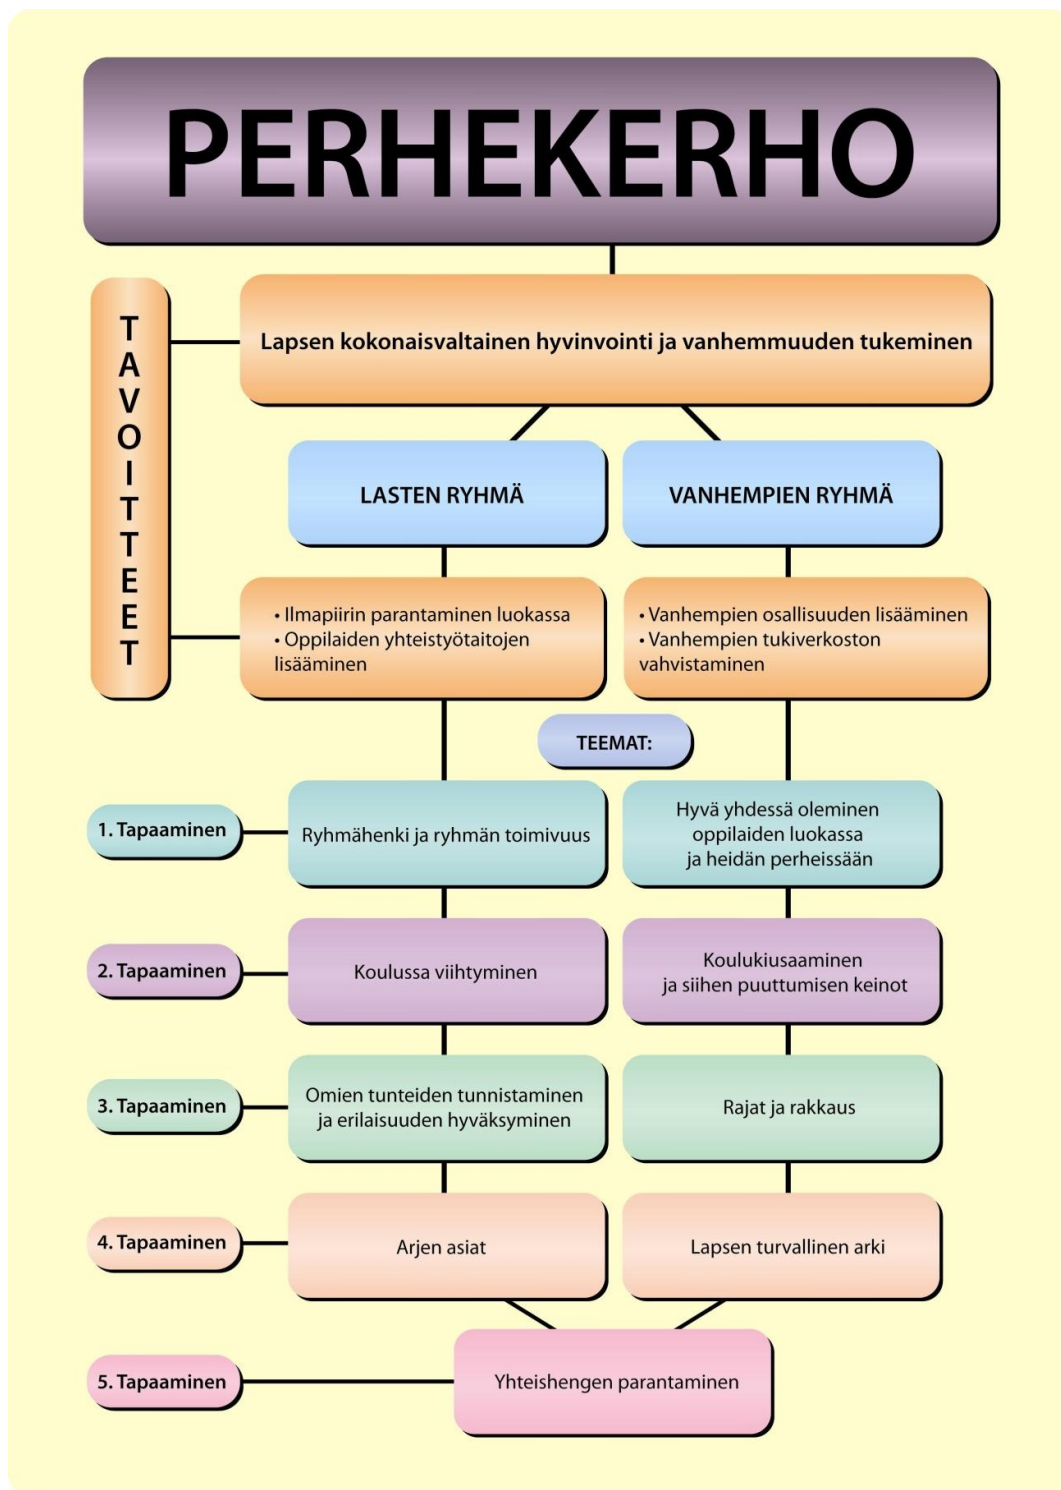 PERHEKERHO
TAVOITTEET
Lapsen kokonaisvaltainen hyvinvointi ja vanhemmuuden tukeminen
LASTEN RYHMÄ
VANHEMPIEN RYHMÄ
• Ilmapiirin parantaminen luokassa
• Oppilaiden yhteistyötaitojen
lisääminen
• Vanhempien osallisuuden lisääminen
• Vanhempien tukiverkoston
vahvistaminen
TEEMAT:
1. Tapaaminen
Ryhmähenki ja ryhmän toimivuus
Hyvä yhdessä oleminen
oppilaiden luokassa
ja heidän perheissään
2. Tapaaminen
Koulussa viihtyminen
Koulukiusaaminen
ja siihen puuttumisen keinot
3. Tapaaminen
Omien tunteiden tunnistaminen
ja erilaisuuden hyväksyminen
Rajat ja rakkaus
4. Tapaaminen
Arjen asiat
Lapsen turvallinen arki
5. Tapaaminen
Yhteishengen parantaminen